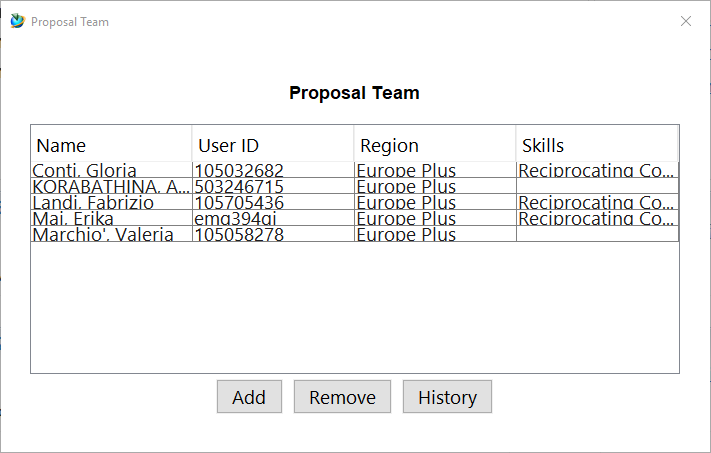 Proposal Team
Proposal Team
Name User ID Region Skills
Conti, Gloria 105032682 Europe Plus Reciprocating Co...
KORABATHINA, A... 503246715 Europe Plus
Landi, Fabrizio 105705436 Europe Plus Reciprocating Co...
Mai, Erika Europe Plus Reciprocating Co...
Marchio', Valeria 105058278 Europe Plus
Add Remove History